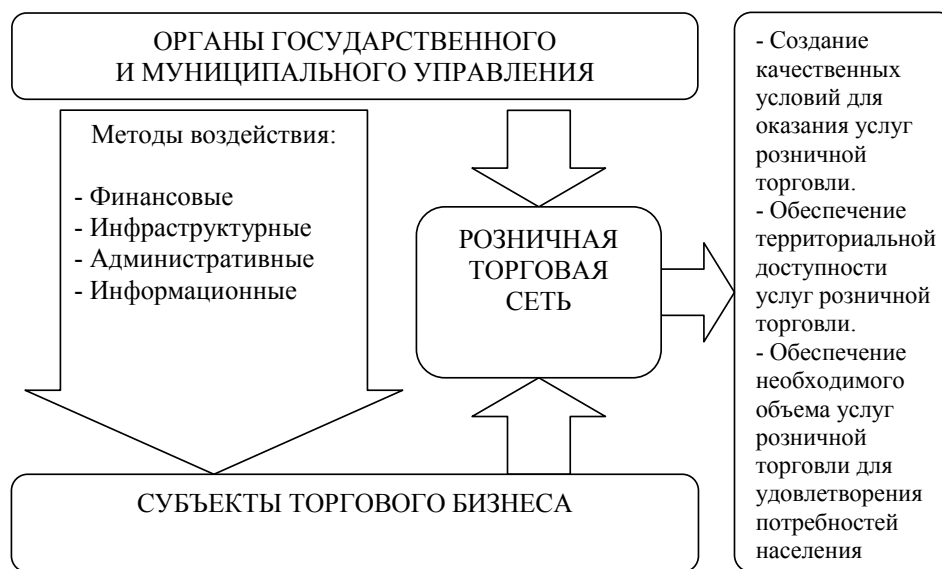 ОРГАНЫ ГОСУДАРСТВЕННОГО
И МУНИЦИПАЛЬНОГО УПРАВЛЕНИЯ
Методы воздействия:
- Финансовые
- Инфраструктурные
- Административные
- Информационные
РОЗНИЧНАЯ
ТОРГОВАЯ
СЕТЬ
СУБЪЕКТЫ ТОРГОВОГО БИЗНЕСА
- Создание
качественных
условий для
оказания услуг
розничной
торговли.
- Обеспечение
территориальной
доступности
услуг розничной
торговли.
- Обеспечение
необходимого
объема услуг
розничной
торговли для
удовлетворения
потребностей
населения